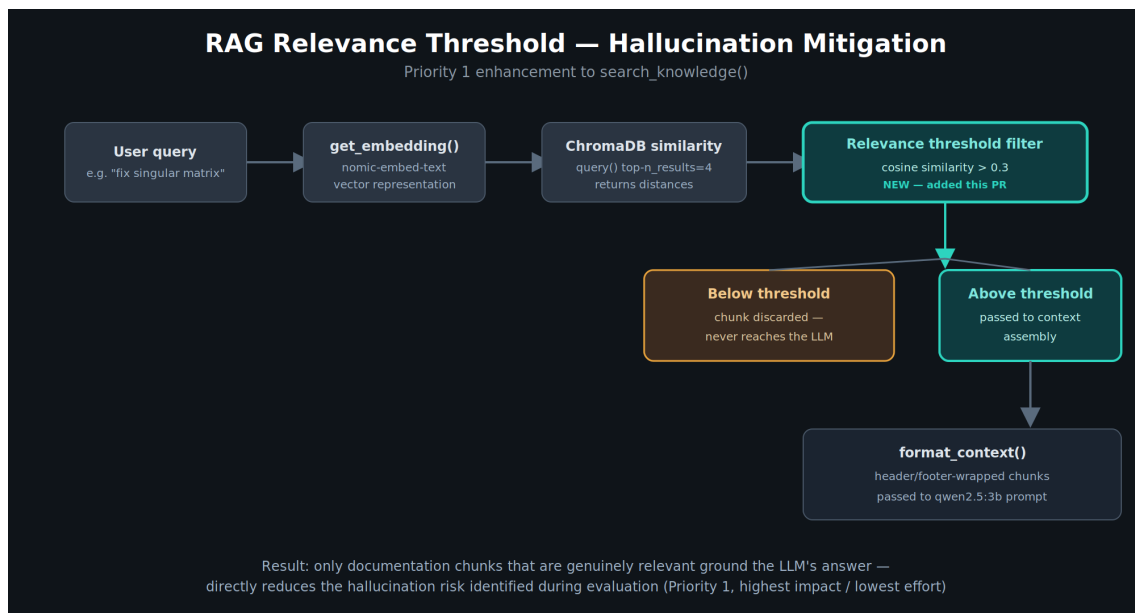 RAG Relevance Threshold — Hallucination Mitigation
Priority 1 enhancement to search_knowledge()
User query
e.g. "fix singular matrix"
get_embedding()
nomic-embed-text
vector representation
ChromaDB similarity
query() top-n_results=4
returns distances
Relevance threshold filter
cosine similarity > 0.3
NEW — added this PR
Below threshold
chunk discarded —
never reaches the LLM
Above threshold
passed to context
assembly
format_context()
header/footer-wrapped chunks
passed to qwen2.5:3b prompt
Result: only documentation chunks that are genuinely relevant ground the LLM's answer —
directly reduces the hallucination risk identified during evaluation (Priority 1, highest impact / lowest effort)